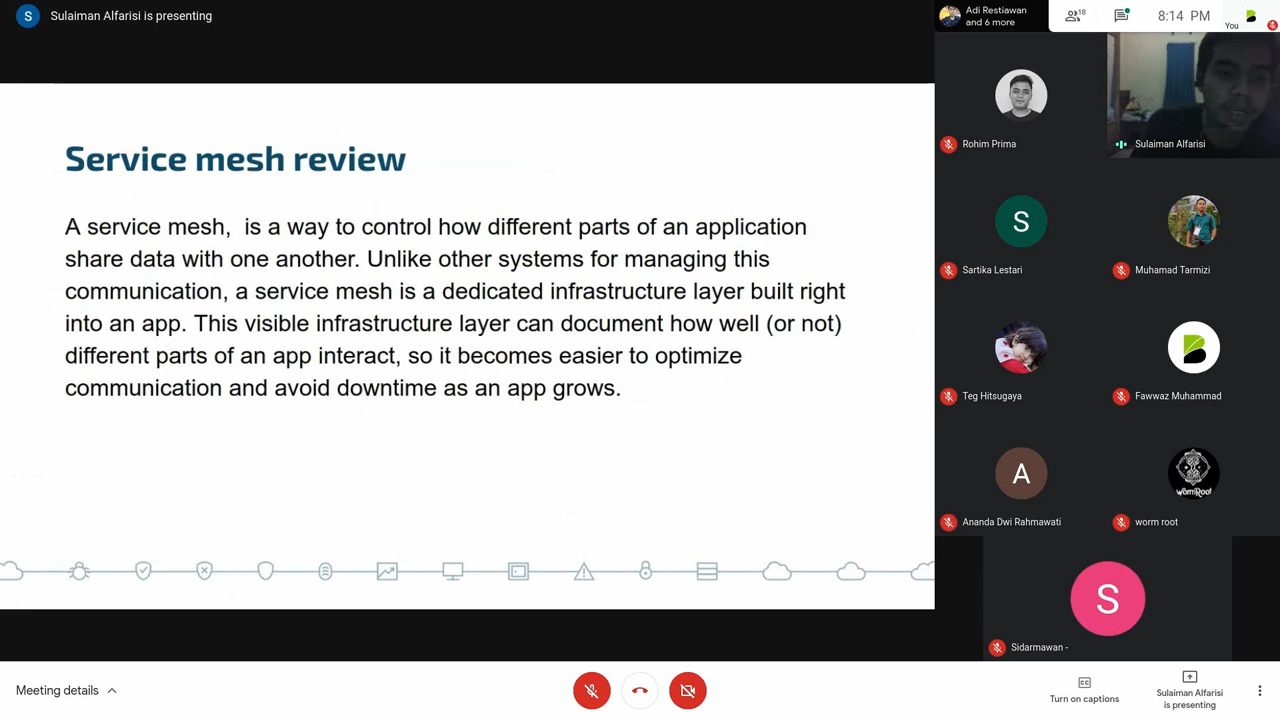 S
Sulaiman Alfarisi is presenting
Adi Restiawan
and 6 more
18
8:14 PM
You
Service mesh review
A service mesh,  is a way to control how different parts of an application
share data with one another. Unlike other systems for managing this
communication, a service mesh is a dedicated infrastructure layer built right
into an app. This visible infrastructure layer can document how well (or not)
different parts of an app interact, so it becomes easier to optimize
communication and avoid downtime as an app grows.
Rohim Prima
Sulaiman Alfarisi
S
Sartika Lestari
Muhamad Tarmizi
Teg Hitsugaya
Fawwaz Muhammad
A
Ananda Dwi Rahmawati
WormRoot
worm root
S
Sidarmawan -
Meeting details
CC
Turn on captions
Sulaiman Alfarisi
is presenting